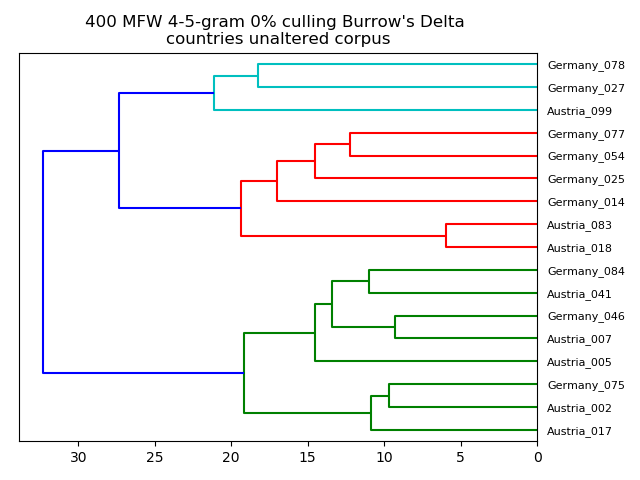 400 MFW 4-5-gram 0% culling Burrow's Delta
countries unaltered corpus
Germany_078
Germany_027
Austria_099
Germany_077
Germany_054
Germany_025
Germany_014
Austria_083
Austria_018
Germany_084
Austria_041
Germany_046
Austria_007
Austria_005
Germany_075
Austria_002
Austria_017
30 25 20 15 10 5 0